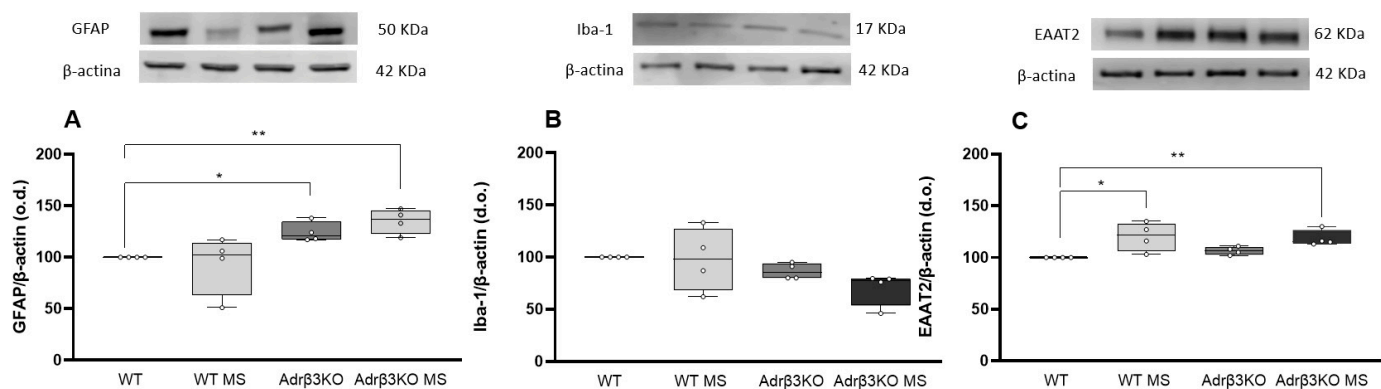 GFAP
50 KDa
β-actina
42 KDa
Iba-1
17 KDa
β-actina
42 KDa
EAAT2
62 KDa
β-actina
42 KDa
A
GFAP/β-actin (o.d.)
200
150
100
50
0
**
*
WT
WT MS
Adrβ3KO
Adrβ3KO MS
B
Iba-1/β-actin (d.o.)
200
150
100
50
0
WT
WT MS
Adrβ3KO
Adrβ3KO MS
C
EAAT2/β-actin (d.o.)
200
150
100
50
0
**
*
WT
WT MS
Adrβ3KO
Adrβ3KO MS